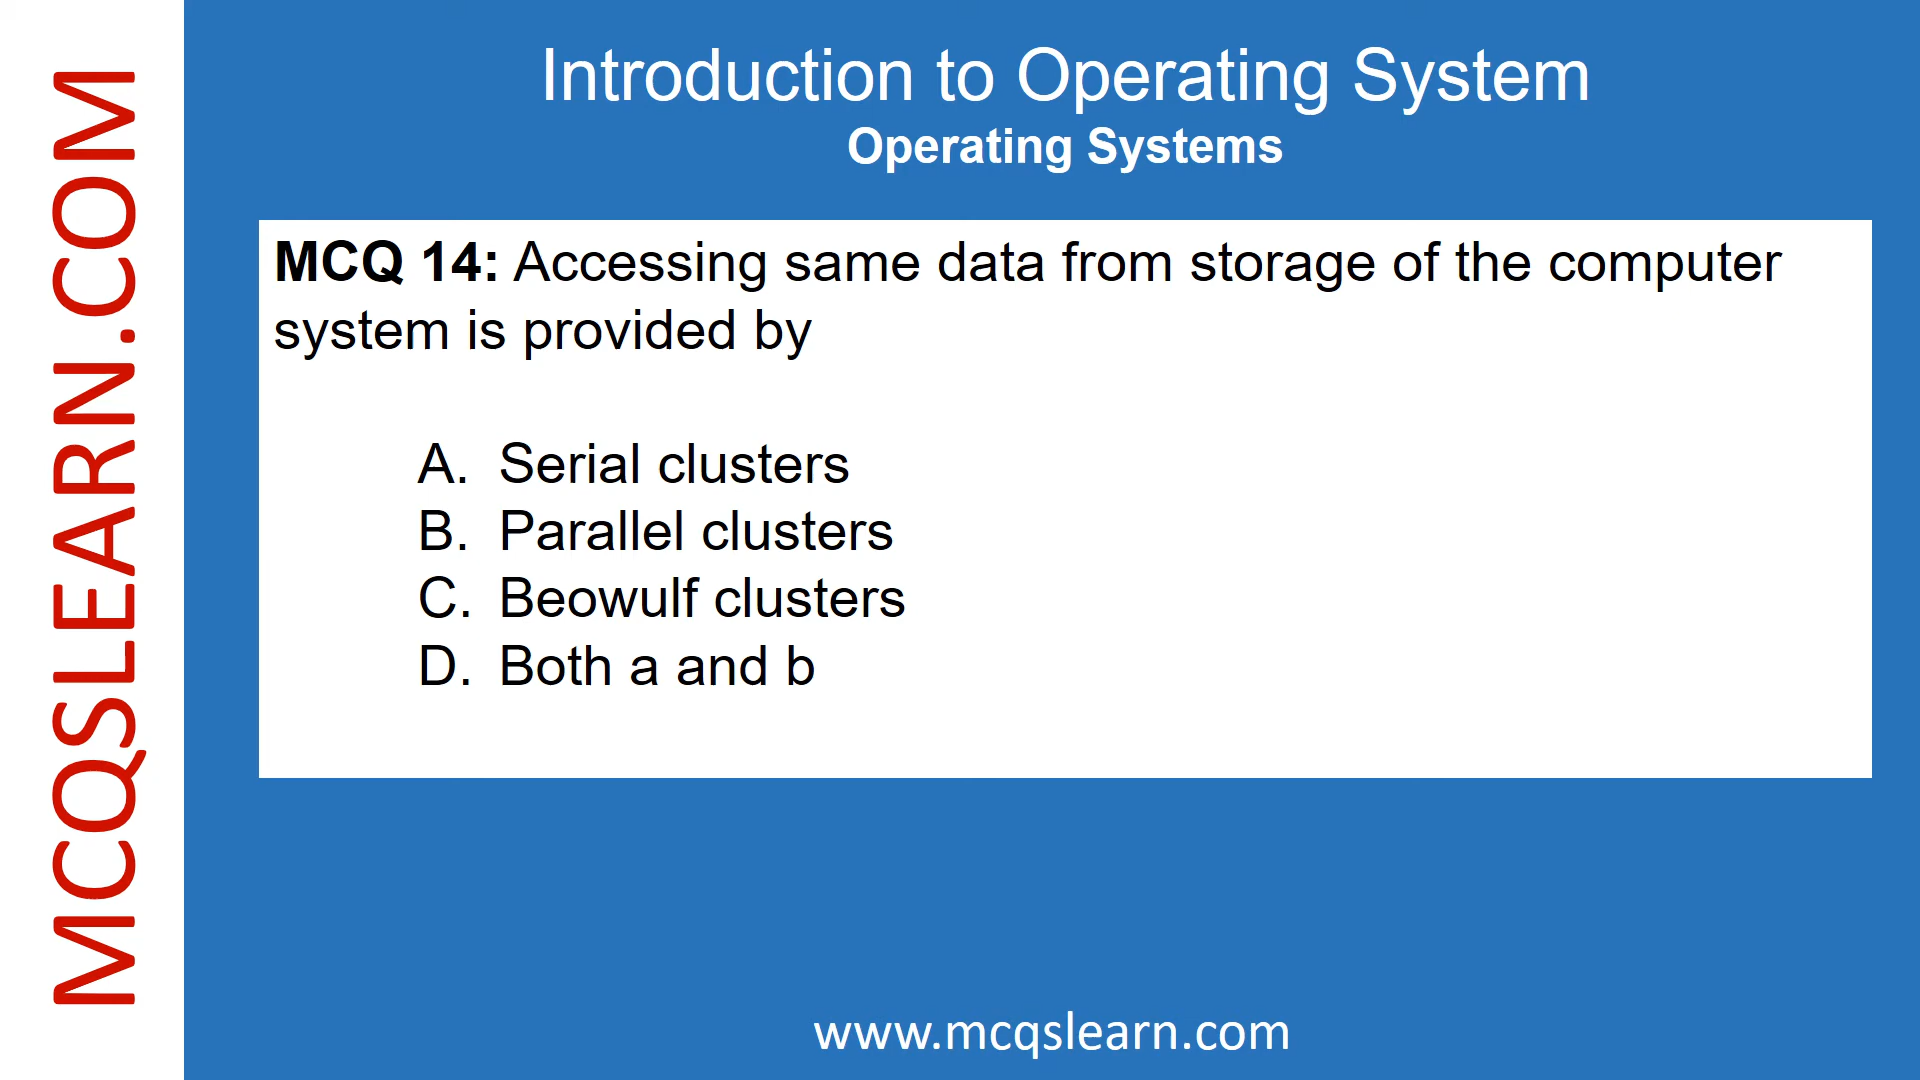 MCQSLEARN.COM
Introduction to Operating System
Operating Systems
MCQ 14: Accessing same data from storage of the computer
system is provided by
A. Serial clusters
B. Parallel clusters
C. Beowulf clusters
D. Both a and b
www.mcqslearn.com